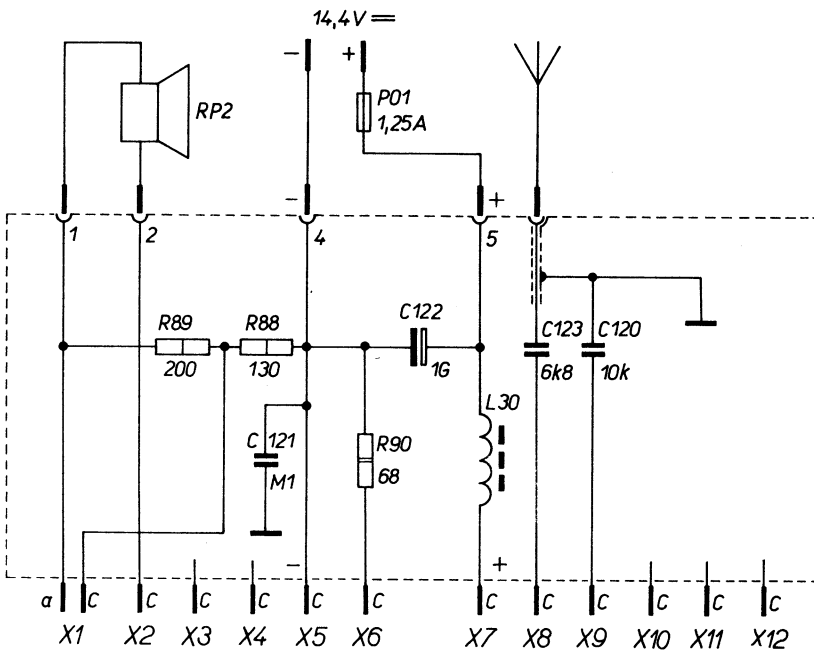 14,4V
- +
RP2
P01
1,25A
- +
1 2 4 5
C122
R89 R88 C123 C120
200 130 1G 6k8 10k
L30
C 121 R90
M1 68
- +
a c c c c c c c c c c c c
X1 X2 X3 X4 X5 X6 X7 X8 X9 X10 X11 X12